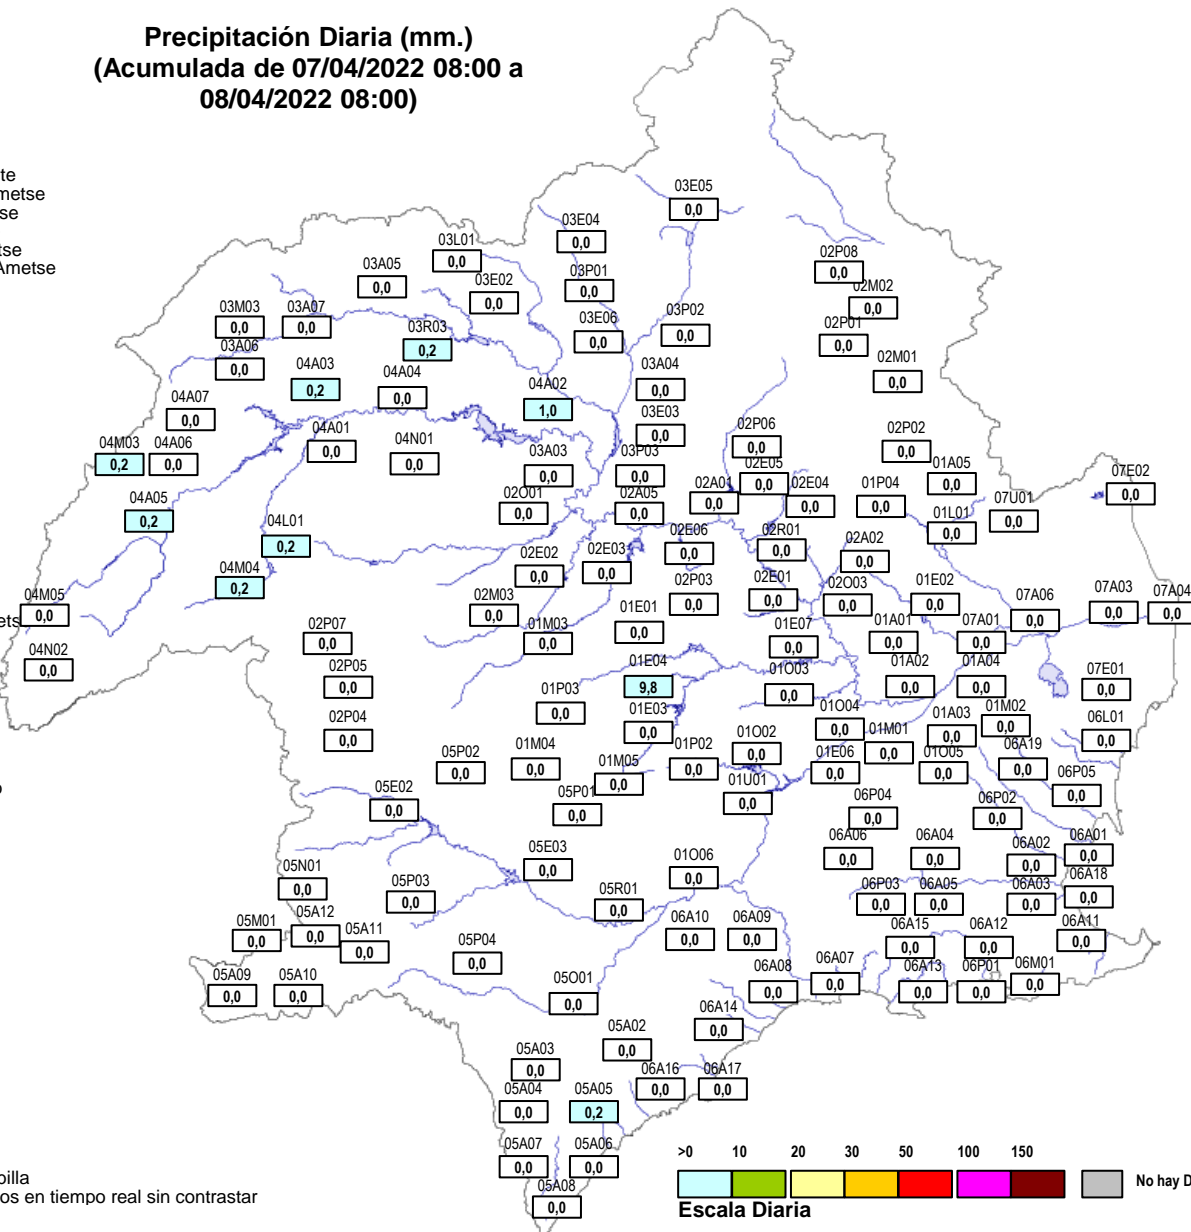 Precipitación Diaria (mm.)
(Acumulada de 07/04/2022 08:00 a
08/04/2022 08:00)
te
metse
se
tse
Ametse
03E05
0,0
03E04
0,0
03L01
0,0
02P08
0,0
03A05
0,0
03E02
0,0
03P01
0,0
02M02
0,0
03M03
0,0
03A07
0,0
03R03
0,2
03E06
0,0
03P02
0,0
02P01
0,0
03A06
0,0
04A03
0,2
04A04
0,0
04A02
1,0
03A04
0,0
02M01
0,0
04A07
0,0
03E03
0,0
04M03
0,2
04A06
0,0
04A01
0,0
04N01
0,0
03A03
0,0
03P03
0,0
02P06
0,0
02P02
0,0
02E05
0,0
01A05
0,0
07E02
0,0
04A05
0,2
02O01
0,0
02A05
0,0
02A01
0,0
02E04
0,0
01P04
0,0
07U01
0,0
04L01
0,2
01L01
0,0
02E06
0,0
02R01
0,0
02A02
0,0
04M04
0,2
02E02
0,0
02E03
0,0
04M05
0,0
ets
02M03
0,0
02P03
0,0
02E01
0,0
02O03
0,0
01E02
0,0
07A06
0,0
07A03
0,0
07A04
0,0
04N02
0,0
02P07
0,0
01M03
0,0
01E01
0,0
01E07
0,0
01A01
0,0
07A01
0,0
02P05
0,0
01E04
9,8
01O03
0,0
01A02
0,0
01A04
0,0
07E01
0,0
02P04
0,0
01P03
0,0
01E03
0,0
01O04
0,0
01A03
0,0
01M02
0,0
06L01
0,0
05P02
0,0
01M04
0,0
01M05
0,0
01P02
0,0
01O02
0,0
01E06
0,0
01M01
0,0
01O05
0,0
06A19
0,0
06P05
0,0
o
05E02
0,0
05P01
0,0
01U01
0,0
06P04
0,0
06P02
0,0
05E03
0,0
01O06
0,0
06A06
0,0
06A04
0,0
06A02
0,0
06A01
0,0
05N01
0,0
05P03
0,0
05R01
0,0
06P03
0,0
06A05
0,0
06A03
0,0
06A18
0,0
05M01
0,0
05A12
0,0
05A11
0,0
05P04
0,0
06A10
0,0
06A09
0,0
06A15
0,0
06A12
0,0
06A11
0,0
05A09
0,0
05A10
0,0
05O01
0,0
06A08
0,0
06A07
0,0
06A13
0,0
06P01
0,0
06M01
0,0
06A14
0,0
05A02
0,0
05A03
0,0
06A16
0,0
06A17
0,0
05A04
0,0
05A05
0,2
05A07
0,0
05A06
0,0
05A08
0,0
oilla
os en tiempo real sin contrastar
>0 10 20 30 50 100 150
No hay D
Escala Diaria